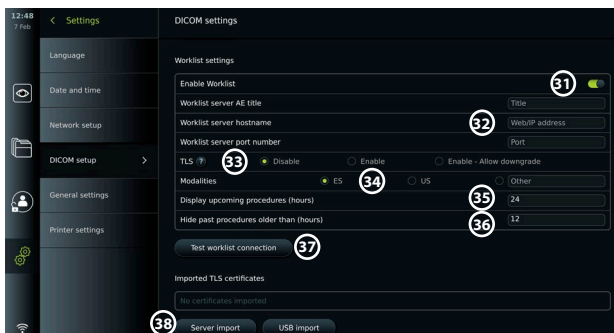 12:48
7 Feb
< Settings
DICOM settings
Language
Date and time
Network setup
DICOM setup >
General settings
Printer settings
Worklist settings
Enable Worklist 31
Worklist server AE title Title
Worklist server hostname 32 Web/IP address
Worklist server port number Port
TLS ? 33 Disable Enable Enable - Allow downgrade
Modalities ES 34 US Other
Display upcoming procedures (hours) 35 24
Hide past procedures older than (hours) 36 12
Test worklist connection 37
Imported TLS certificates
No certificates imported
38 Server import USB import